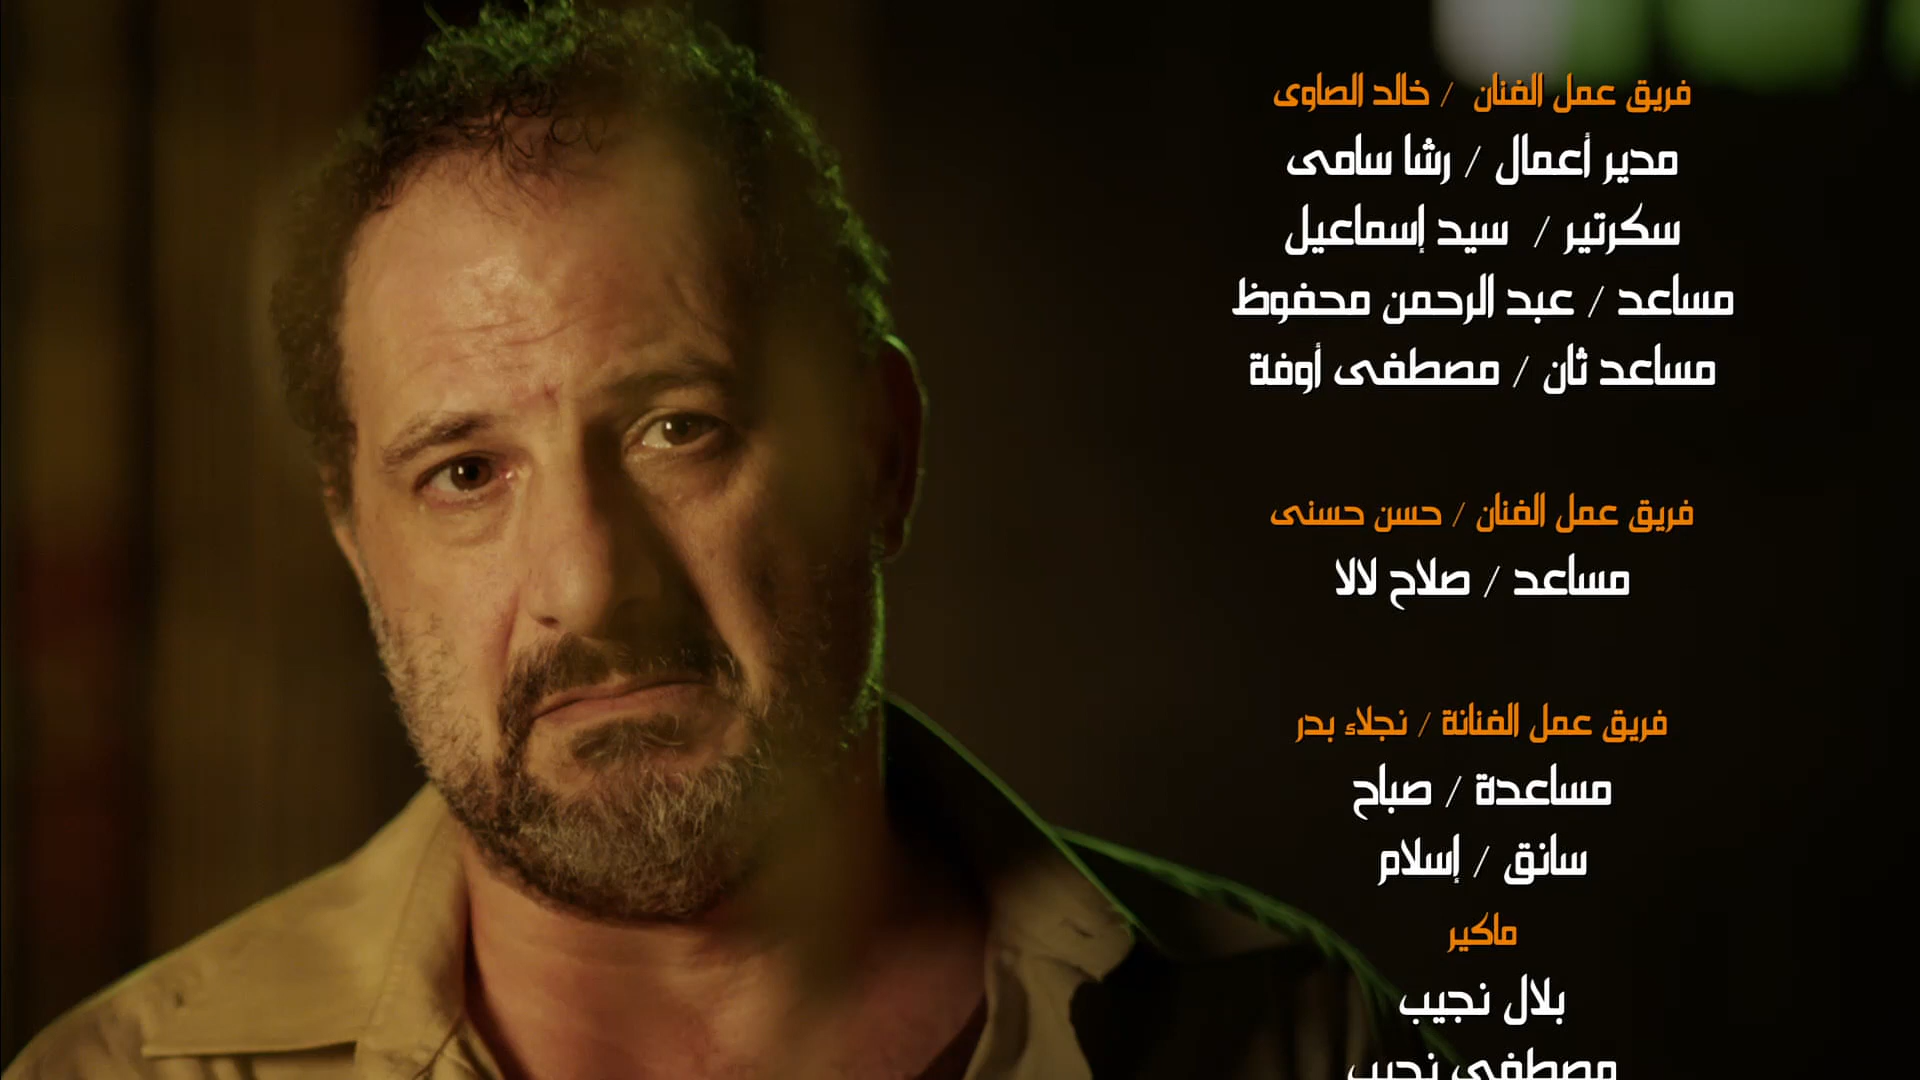 فريق عمل الفنان / خالد الصاوى
مدير أعمال / رشا سامى
سكرتير / سيد إسماعيل
مساعد / عبد الرحمن محفوظ
مساعد ثان / مصطفى أوفة
فريق عمل الفنان / حسن حسنى
مساعد / صلاح لالا
فريق عمل الفنانة / نجلاء بدر
مساعدة / صباح
سائق / إسلام
ماكير
بلال نجيب
مصطفى نجيب